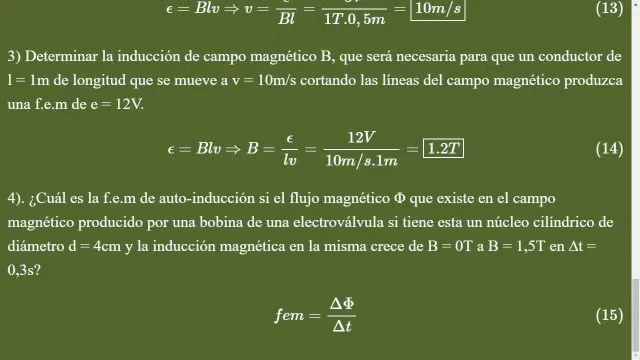 ϵ = Blv ⇒ v = ϵ/Bl = /1T.0,5m = 10m/s (13)
3) Determinar la inducción de campo magnético B, que será necesaria para que un conductor de
l = 1m de longitud que se mueve a v = 10m/s cortando las líneas del campo magnético produzca
una f.e.m de e = 12V.
ϵ = Blv ⇒ B = ϵ/lv = 12V/10m/s.1m = 1.2T (14)
4). ¿Cuál es la f.e.m de auto-inducción si el flujo magnético Φ que existe en el campo
magnético producido por una bobina de una electroválvula si tiene esta un núcleo cilíndrico de
diámetro d = 4cm y la inducción magnética en la misma crece de B = 0T a B = 1,5T en Δt =
0,3s?
fem = ΔΦ/Δt (15)